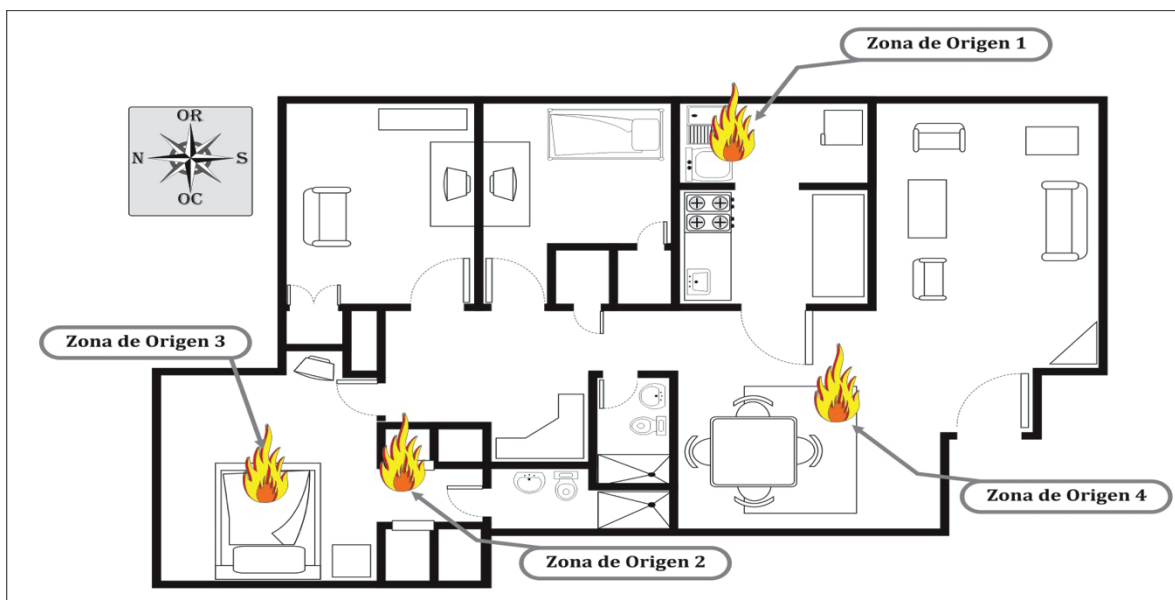 Zona de Origen 1
OR
N
S
OC
Zona de Origen 3
Zona de Origen 4
Zona de Origen 2